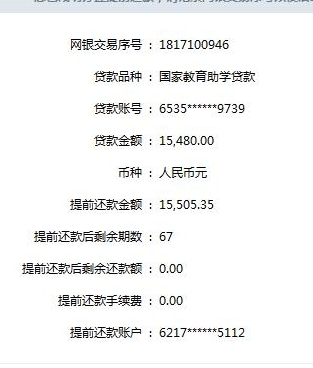 网银交易序号 : 1817100946
贷款品种 : 国家教育助学贷款
贷款账号 : 6535******9739
贷款金额 : 15,480.00
币种 : 人民币元
提前还款金额 : 15,505.35
提前还款后剩余期数 : 67
提前还款后剩余还款额 : 0.00
提前还款手续费 : 0.00
提前还款账户 : 6217******5112